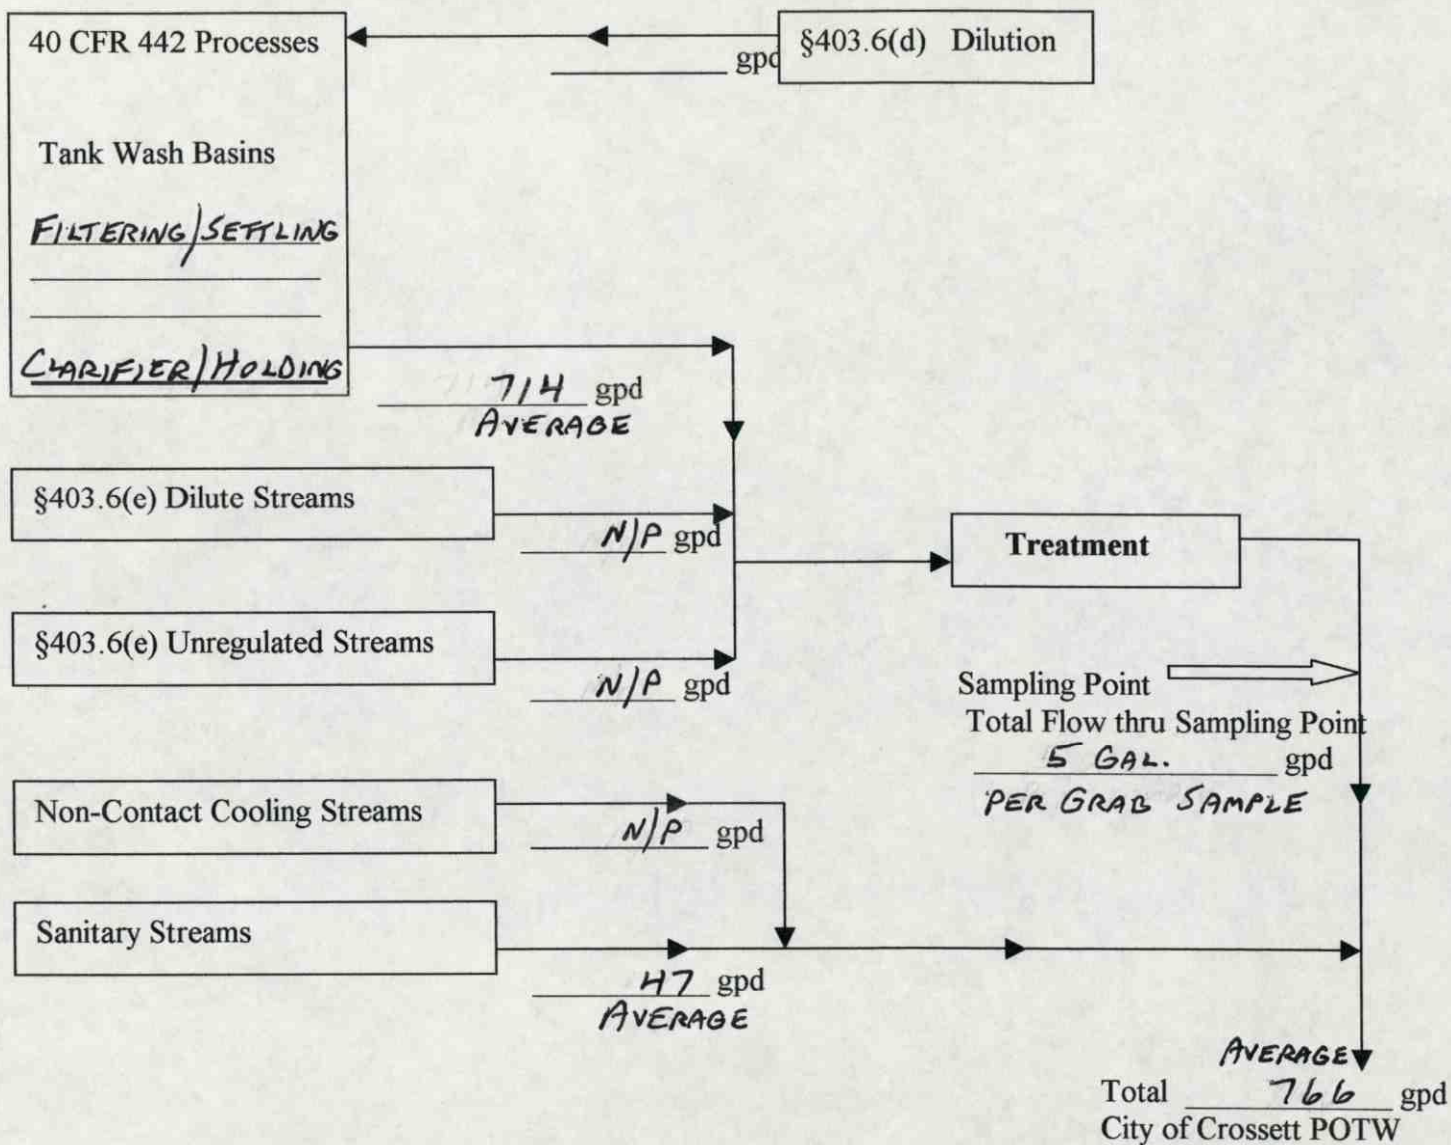 40 CFR 442 Processes
§403.6(d) Dilution
gpd
Tank Wash Basins
FILTERING/SETTLING
CLARIFIER/HOLDING
714 gpd
AVERAGE
§403.6(e) Dilute Streams
N/P gpd
Treatment
§403.6(e) Unregulated Streams
N/P gpd
Sampling Point
Total Flow thru Sampling Point
5 GAL. gpd
PER GRAB SAMPLE
Non-Contact Cooling Streams
N/P gpd
Sanitary Streams
47 gpd
AVERAGE
AVERAGE
Total 766 gpd
City of Crossett POTW